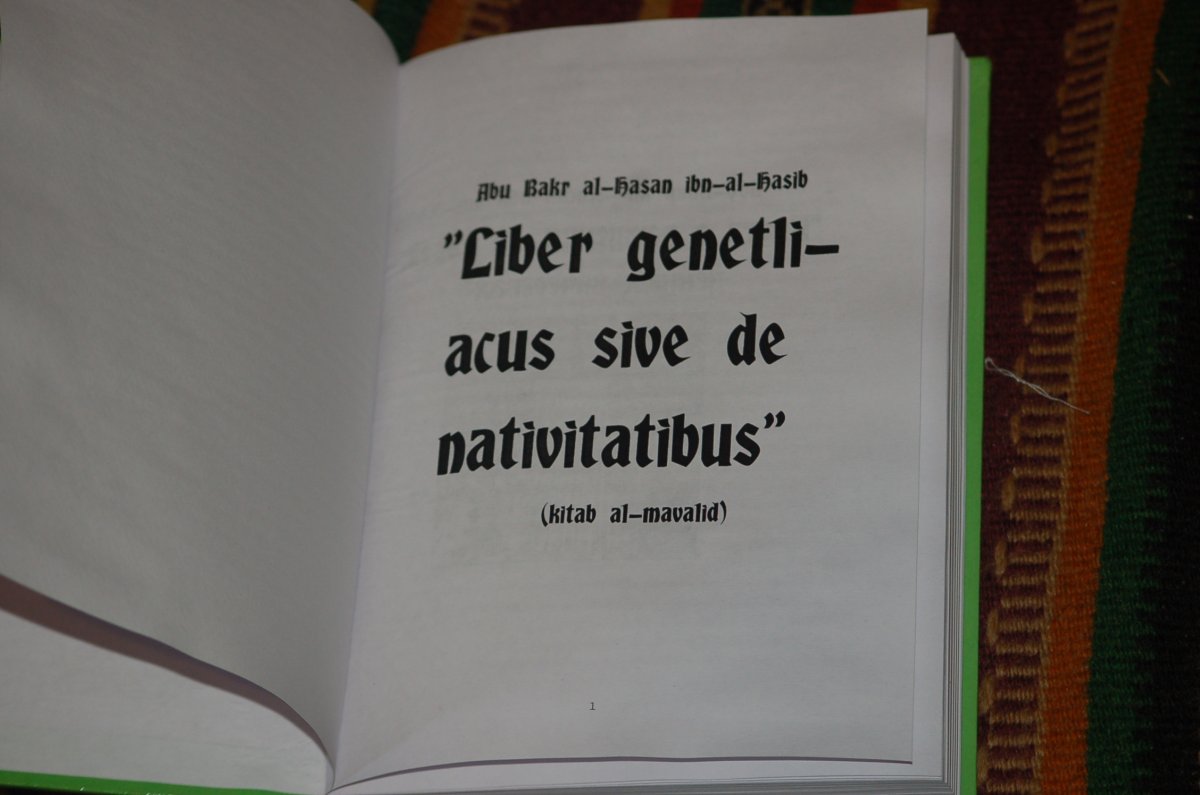 Abu Bakr al-Hasan ibn-al-Hasib
"Liber genetli-
acus sive de
nativitatibus"
(kitab al-mavalid)
1